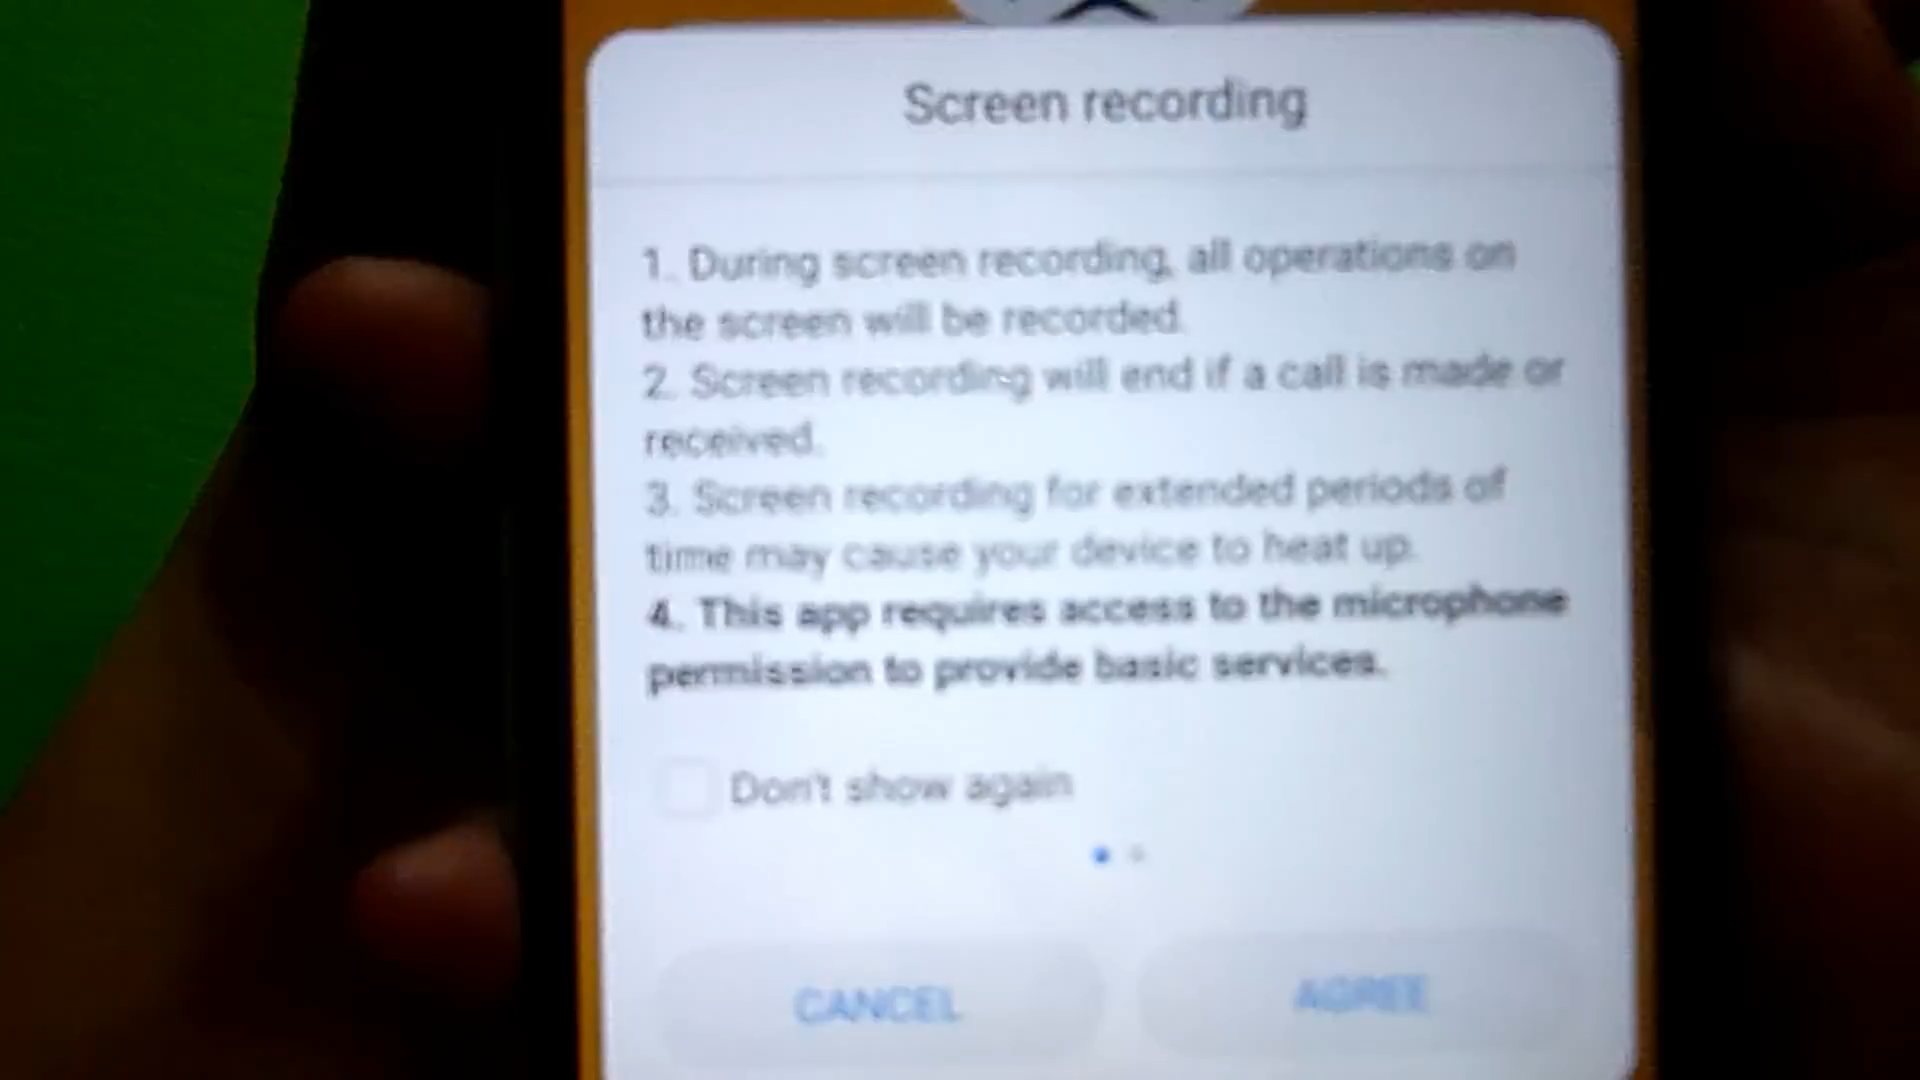 Screen recording
1. During screen recording, all operations on
the screen will be recorded.
2. Screen recording will end if a call is made or
received.
3. Screen recording for extended periods of
time may cause your device to heat up.
4. This app requires access to the microphone
permission to provide basic services.
Don't show again
CANCEL AGREE